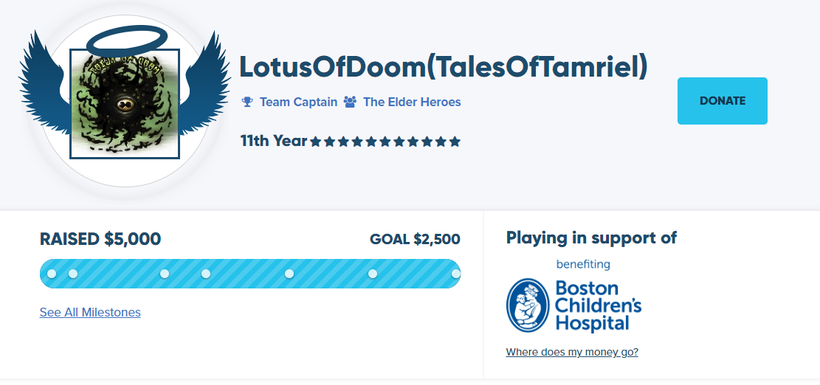 LotusOfDoom(TalesOfTamriel)
Team Captain The Elder Heroes
DONATE
11th Year
RAISED $5,000 GOAL $2,500
See All Milestones
Playing in support of
benefiting
Boston
Children's
Hospital
Where does my money go?